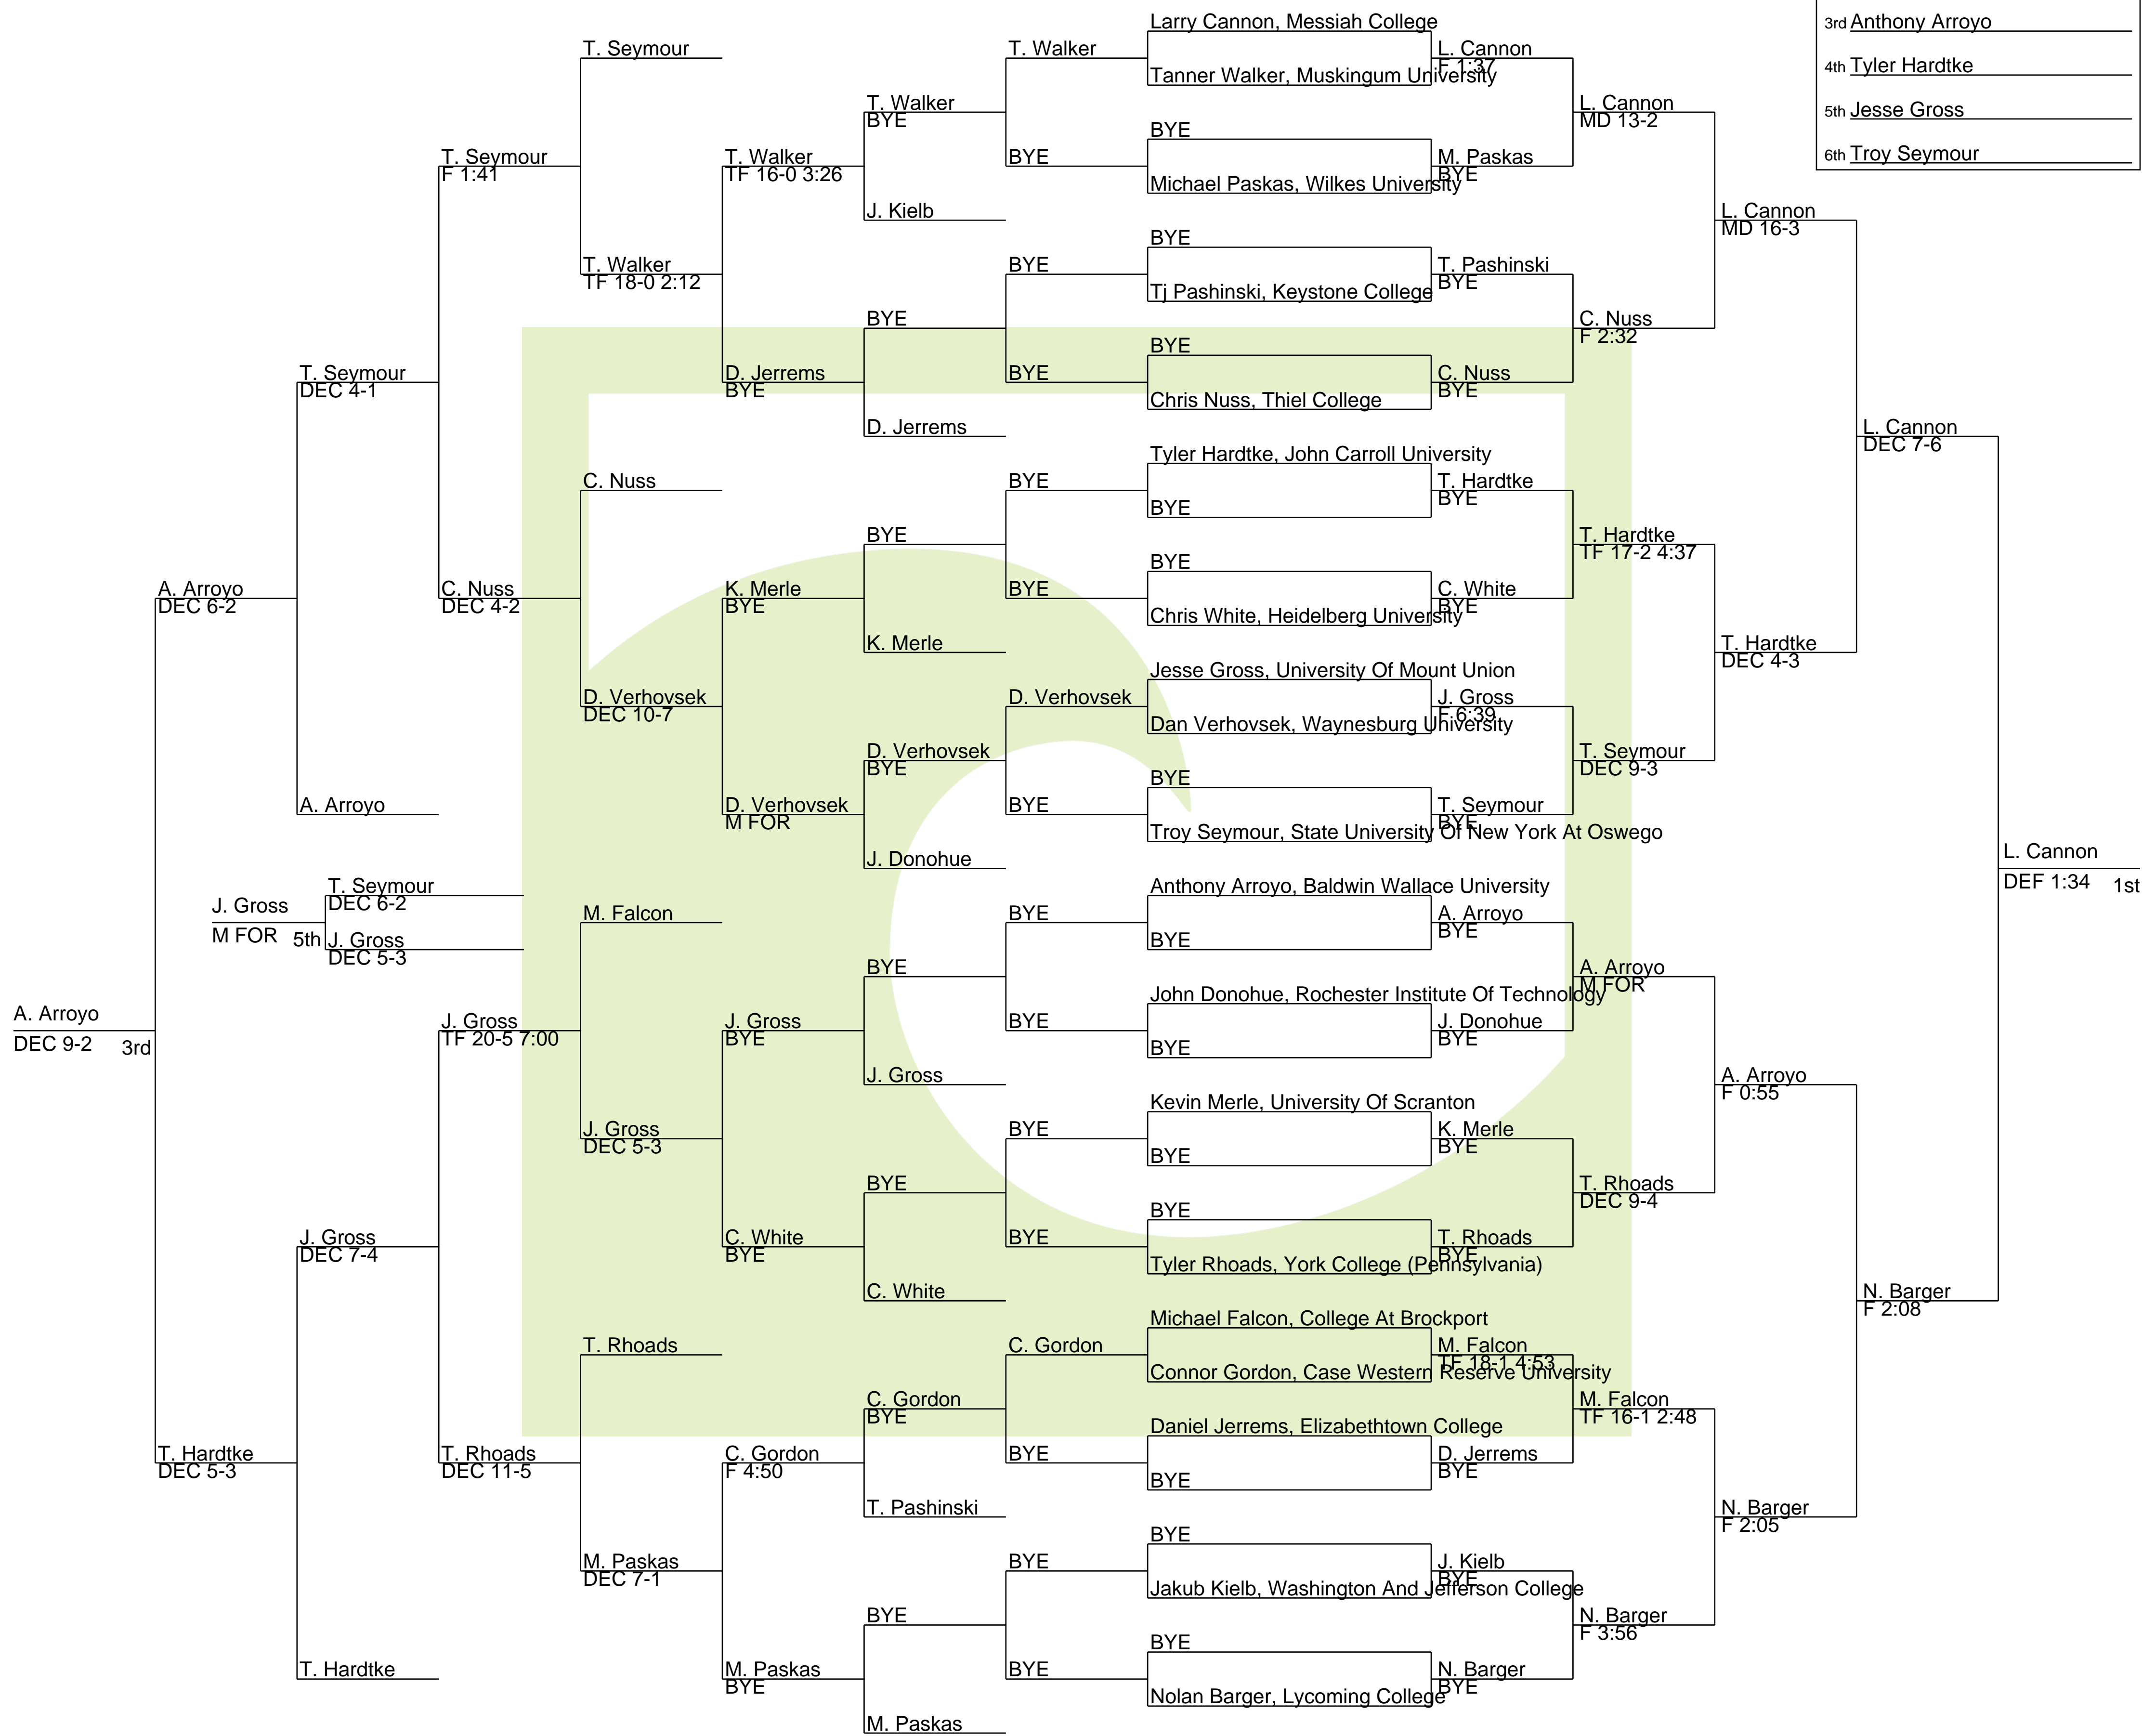 Larry Cannon, Messiah College
3rd Anthony Arroyo
T. Seymour
T. Walker
L. Cannon
F 1:37
4th Tyler Hardtke
Tanner Walker, Muskingum University
T. Walker
BYE
L. Cannon
MD 13-2
5th Jesse Gross
BYE
T. Seymour
F 1:41
T. Walker
TF 16-0 3:26
BYE
M. Paskas
BYE
6th Troy Seymour
Michael Paskas, Wilkes University
J. Kielb
L. Cannon
MD 16-3
BYE
T. Walker
TF 18-0 2:12
BYE
T. Pashinski
BYE
Tj Pashinski, Keystone College
BYE
C. Nuss
F 2:32
BYE
T. Seymour
DEC 4-1
D. Jerrems
BYE
BYE
C. Nuss
BYE
Chris Nuss, Thiel College
D. Jerrems
L. Cannon
DEC 7-6
Tyler Hardtke, John Carroll University
C. Nuss
BYE
T. Hardtke
BYE
BYE
BYE
T. Hardtke
TF 17-2 4:37
BYE
A. Arroyo
DEC 6-2
C. Nuss
DEC 4-2
K. Merle
BYE
BYE
C. White
BYE
Chris White, Heidelberg University
K. Merle
T. Hardtke
DEC 4-3
Jesse Gross, University Of Mount Union
D. Verhovsek
DEC 10-7
D. Verhovsek
J. Gross
F 6:39
Dan Verhovsek, Waynesburg University
D. Verhovsek
BYE
T. Seymour
DEC 9-3
BYE
A. Arroyo
D. Verhovsek
M FOR
BYE
T. Seymour
BYE
Troy Seymour, State University Of New York At Oswego
J. Donohue
L. Cannon
DEF 1:34 1st
T. Seymour
DEC 6-2
Anthony Arroyo, Baldwin Wallace University
J. Gross
M FOR 5th
M. Falcon
BYE
A. Arroyo
BYE
J. Gross
DEC 5-3
BYE
BYE
A. Arroyo
M FOR
John Donohue, Rochester Institute Of Technology
A. Arroyo
DEC 9-2 3rd
J. Gross
TF 20-5 7:00
J. Gross
BYE
BYE
J. Donohue
BYE
BYE
J. Gross
A. Arroyo
F 0:55
Kevin Merle, University Of Scranton
J. Gross
DEC 5-3
BYE
K. Merle
BYE
BYE
BYE
T. Rhoads
DEC 9-4
BYE
J. Gross
DEC 7-4
C. White
BYE
BYE
T. Rhoads
BYE
Tyler Rhoads, York College (Pennsylvania)
C. White
N. Barger
F 2:08
Michael Falcon, College At Brockport
T. Rhoads
C. Gordon
M. Falcon
TF 18-1 4:53
Connor Gordon, Case Western Reserve University
C. Gordon
BYE
M. Falcon
TF 16-1 2:48
Daniel Jerrems, Elizabethtown College
T. Hardtke
DEC 5-3
T. Rhoads
DEC 11-5
C. Gordon
F 4:50
BYE
D. Jerrems
BYE
BYE
T. Pashinski
N. Barger
F 2:05
BYE
M. Paskas
DEC 7-1
BYE
J. Kielb
BYE
Jakub Kielb, Washington And Jefferson College
BYE
N. Barger
F 3:56
BYE
T. Hardtke
M. Paskas
BYE
BYE
N. Barger
BYE
Nolan Barger, Lycoming College
M. Paskas